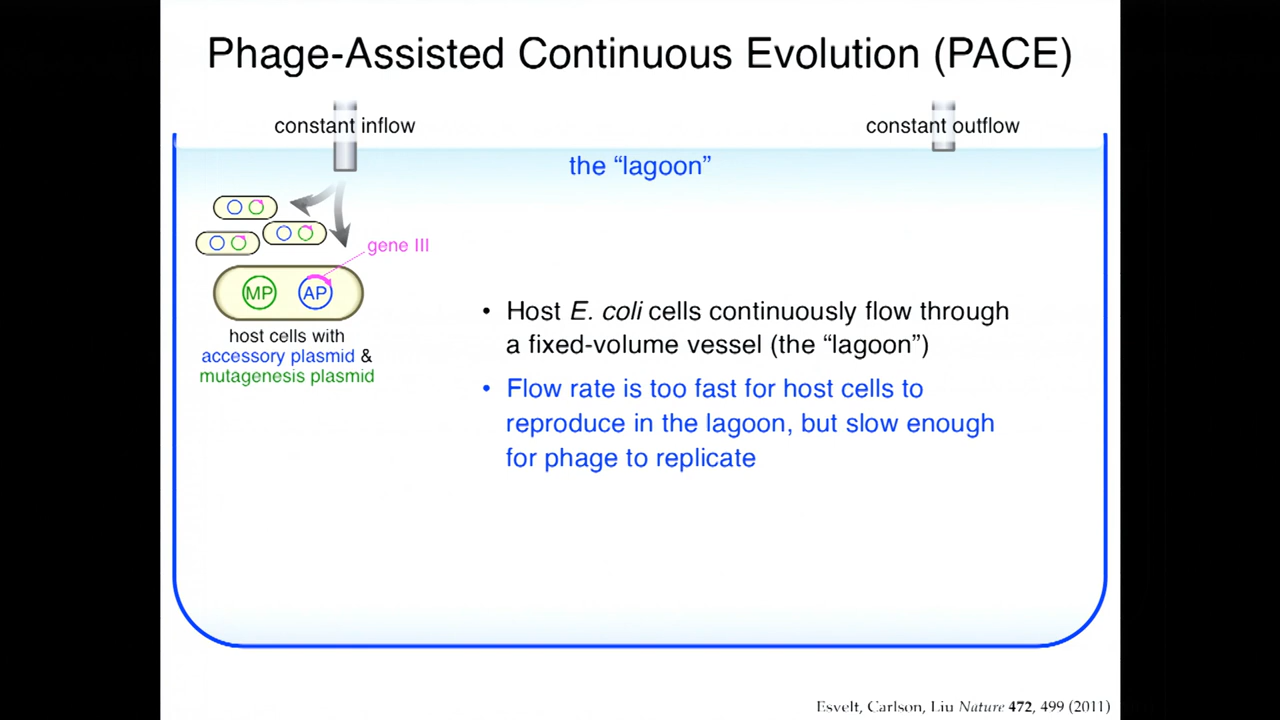 Phage-Assisted Continuous Evolution (PACE)
constant inflow
constant outflow
the “lagoon”
gene III
MP
AP
host cells with
accessory plasmid &
mutagenesis plasmid
• Host E. coli cells continuously flow through
a fixed-volume vessel (the “lagoon”)
• Flow rate is too fast for host cells to
reproduce in the lagoon, but slow enough
for phage to replicate
Esvelt, Carlson, Liu Nature 472, 499 (2011)